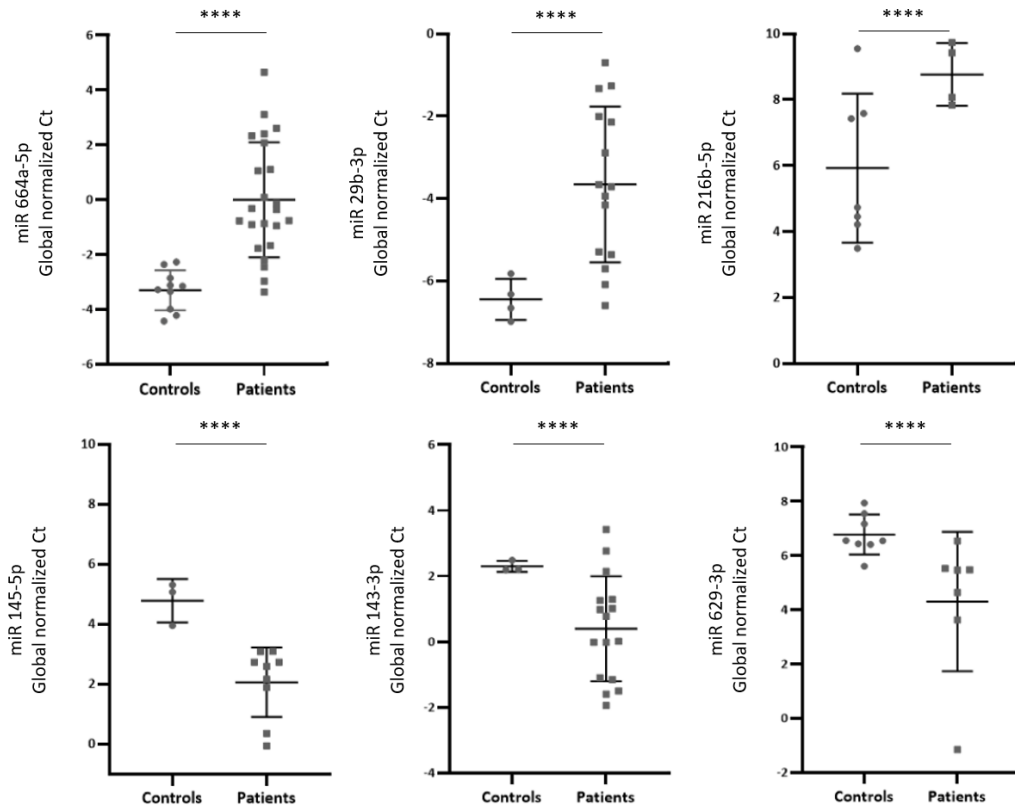 ****
miR 664a-5p
Global normalized Ct
6
4
2
0
-2
-4
-6
Controls Patients
****
miR 29b-3p
Global normalized Ct
0
-2
-4
-6
-8
Controls Patients
****
miR 216b-5p
Global normalized Ct
10
8
6
4
2
0
Controls Patients
****
miR 145-5p
Global normalized Ct
10
8
6
4
2
0
Controls Patients
****
miR 143-3p
Global normalized Ct
6
4
2
0
-2
-4
Controls Patients
****
miR 629-3p
Global normalized Ct
10
8
6
4
2
0
-2
Controls Patients